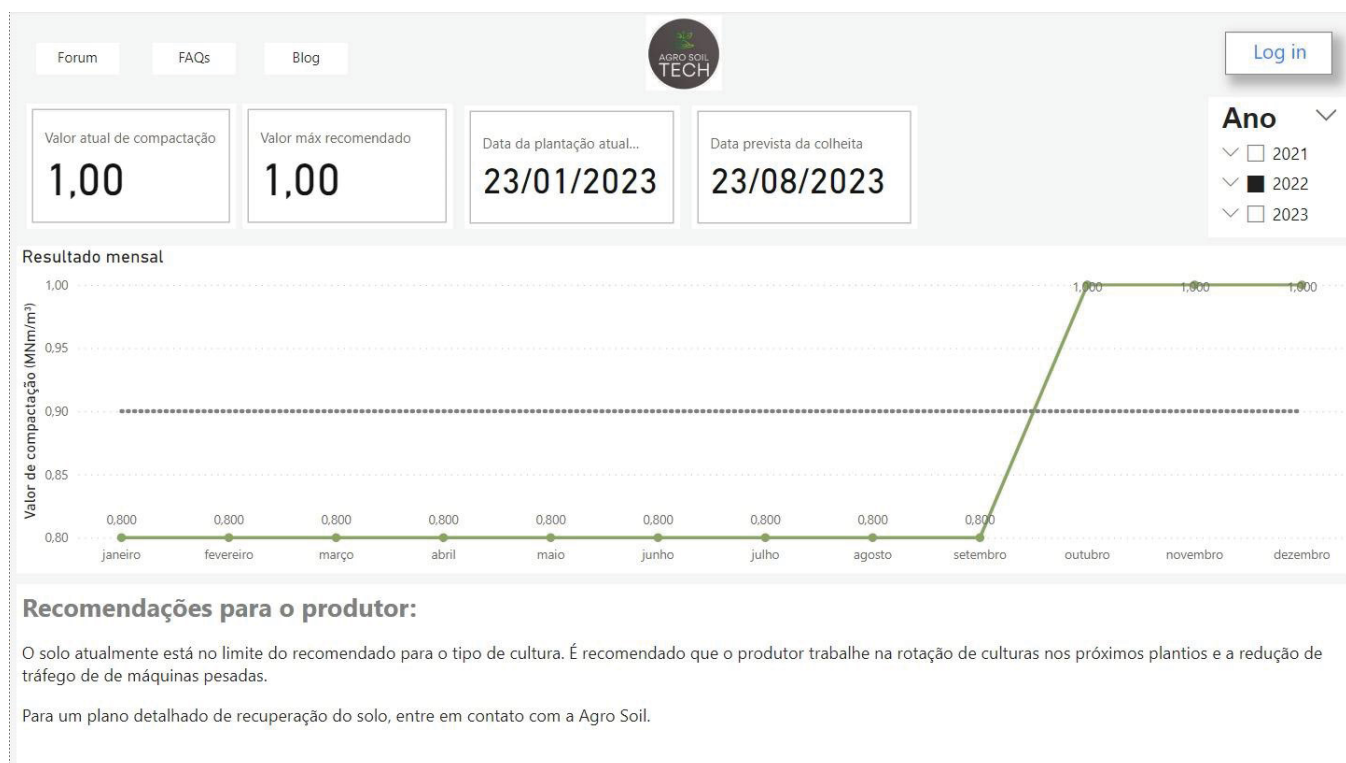 Forum
FAQs
Blog
AGRO SOIL
TECH
Log in
Valor atual de compactação
1,00
Valor máx recomendado
1,00
Data da plantação atual...
23/01/2023
Data prevista da colheita
23/08/2023
Ano
2021
2022
2023
Resultado mensal
Valor de compactação (MNm/m³)
1,00
0,95
0,90
0,85
0,80
0,800
0,800
0,800
0,800
0,800
0,800
0,800
0,800
0,800
1,000
1,000
1,000
janeiro
fevereiro
março
abril
maio
junho
julho
agosto
setembro
outubro
novembro
dezembro
Recomendações para o produtor:
O solo atualmente está no limite do recomendado para o tipo de cultura. É recomendado que o produtor trabalhe na rotação de culturas nos próximos plantios e a redução de
tráfego de de máquinas pesadas.
Para um plano detalhado de recuperação do solo, entre em contato com a Agro Soil.